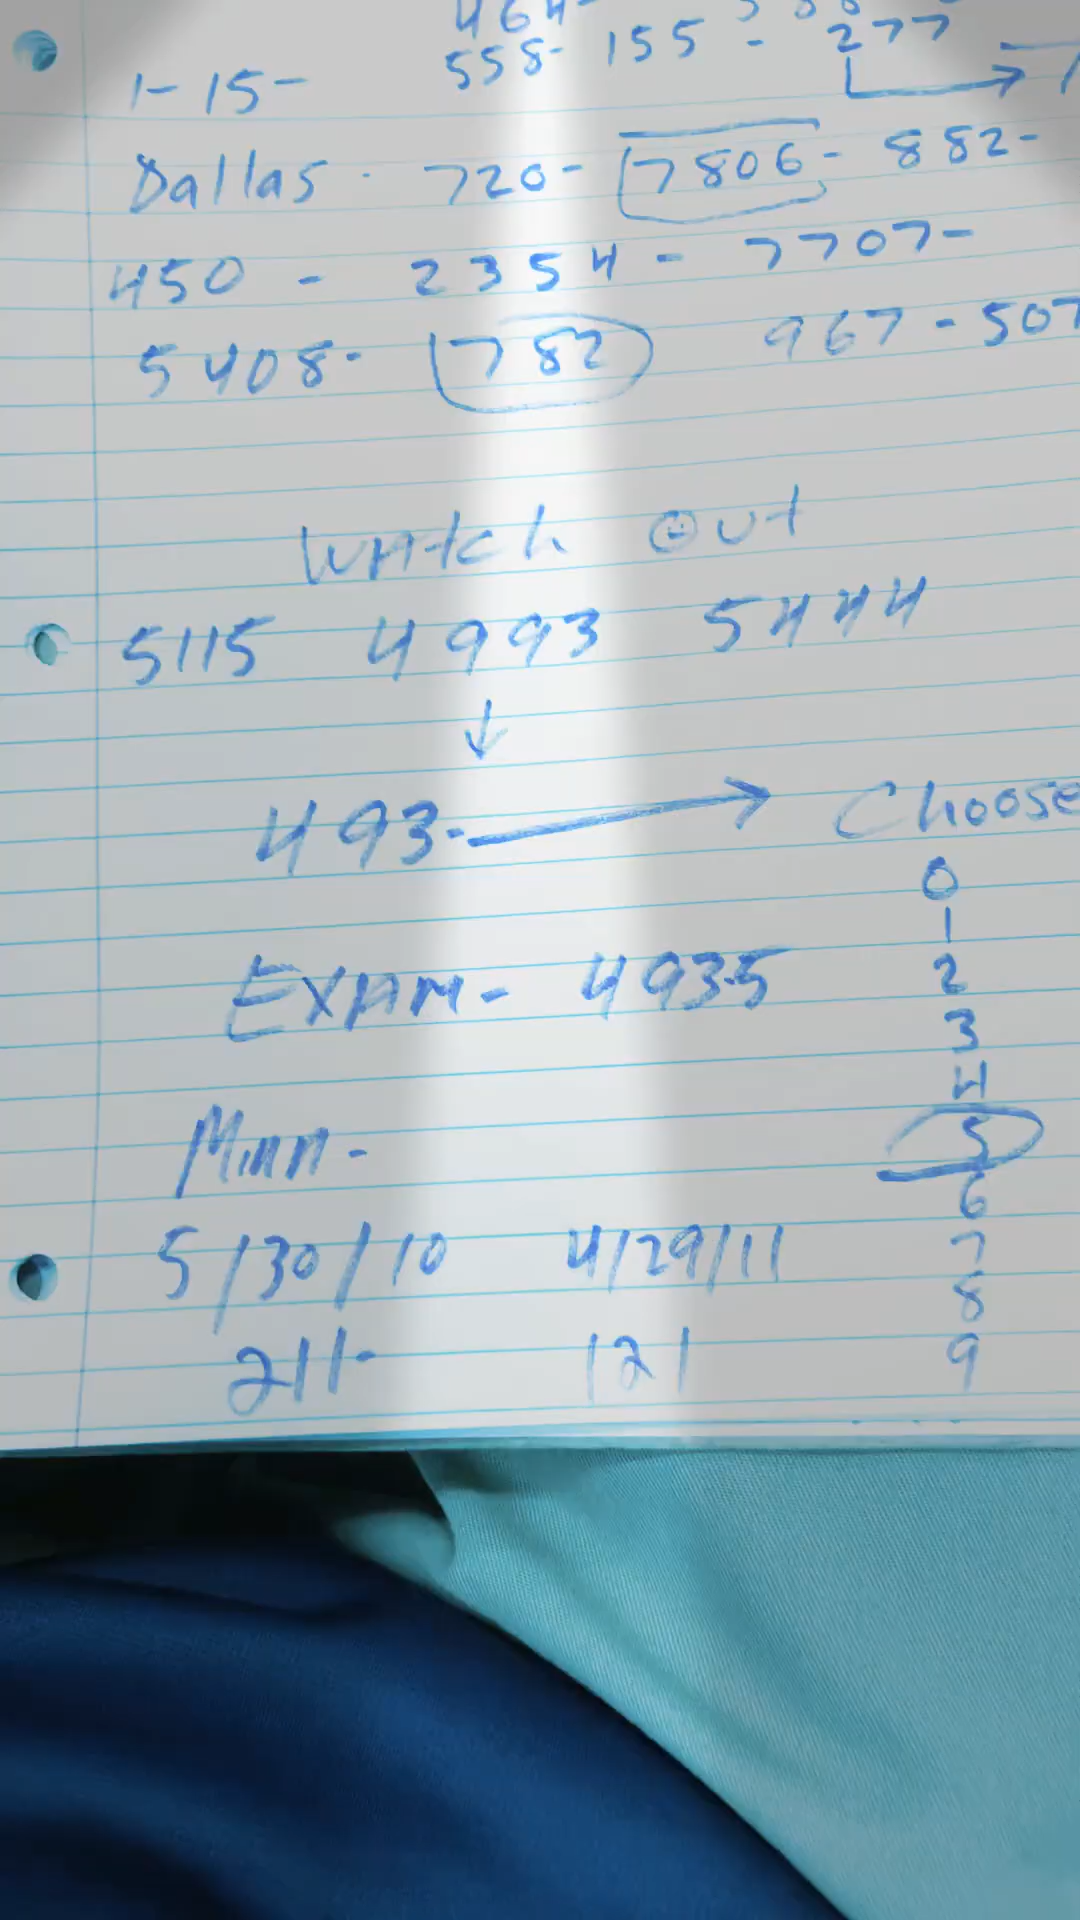 464-
558- 155 - 277
1-15-
Dallas - 720- 7806- 882-
450 - 2354 - 7707-
5408- 782 967-507
Watch Out
5115 4993 5444
493- Choose
0
1
2
3
4
5
6
7
8
9
EXAM- 4935
Minn-
5/30/10 4/29/11
211- 121